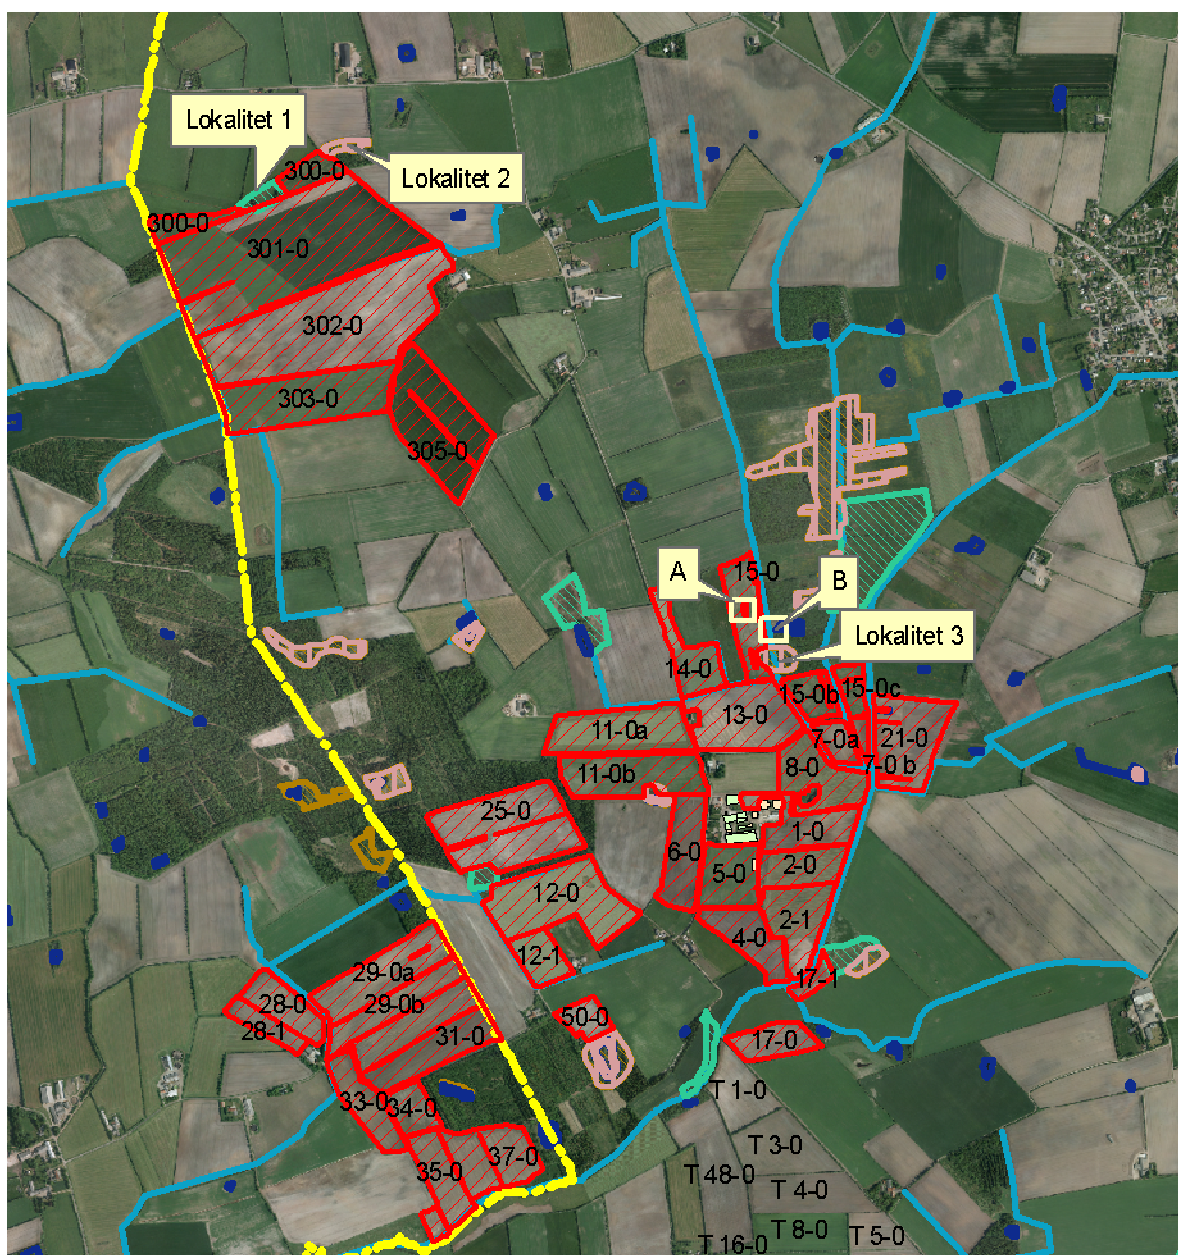 Lokalitet 1
300-0
Lokalitet 2
300-0
301-0
302-0
303-0
305-0
A
15-0
B
Lokalitet 3
14-0
15-0b
15-0c
13-0
11-0a
7-0a
21-0
11-0b
8-0
7-0 b
25-0
1-0
6-0
2-0
5-0
12-0
2-1
4-0
12-1
29-0a
17-1
28-0
29-0b
50-0
28-1
31-0
17-0
T 1-0
33-0
34-0
T 3-0
37-0
35-0
T 48-0
T 4-0
T 8-0
T 5-0
T 16-0